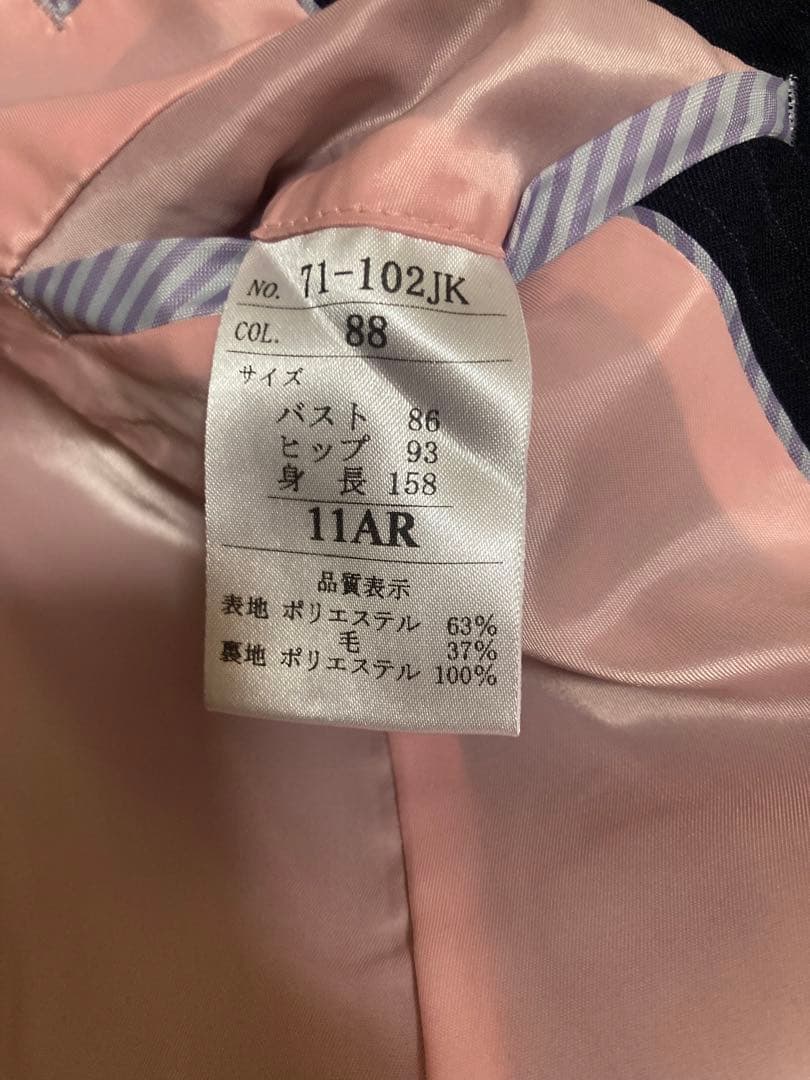 NO. 71-102JK
COL. 88
サイズ
バスト 86
ヒップ 93
身長 158
11AR
品質表示
表地 ポリエステル 63%
毛 37%
裏地 ポリエステル 100%